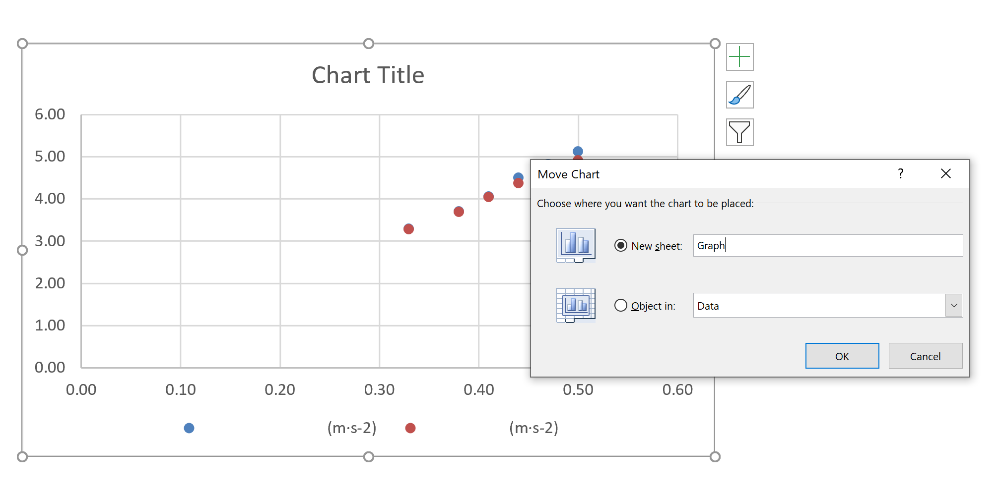 Chart Title
6.00
5.00
4.00
3.00
2.00
1.00
0.00
0.00 0.10 0.20 0.30 0.40 0.50 0.60
(m·s-2) (m·s-2)
Move Chart ?
Choose where you want the chart to be placed:
New sheet: Graph
Object in: Data
OK Cancel